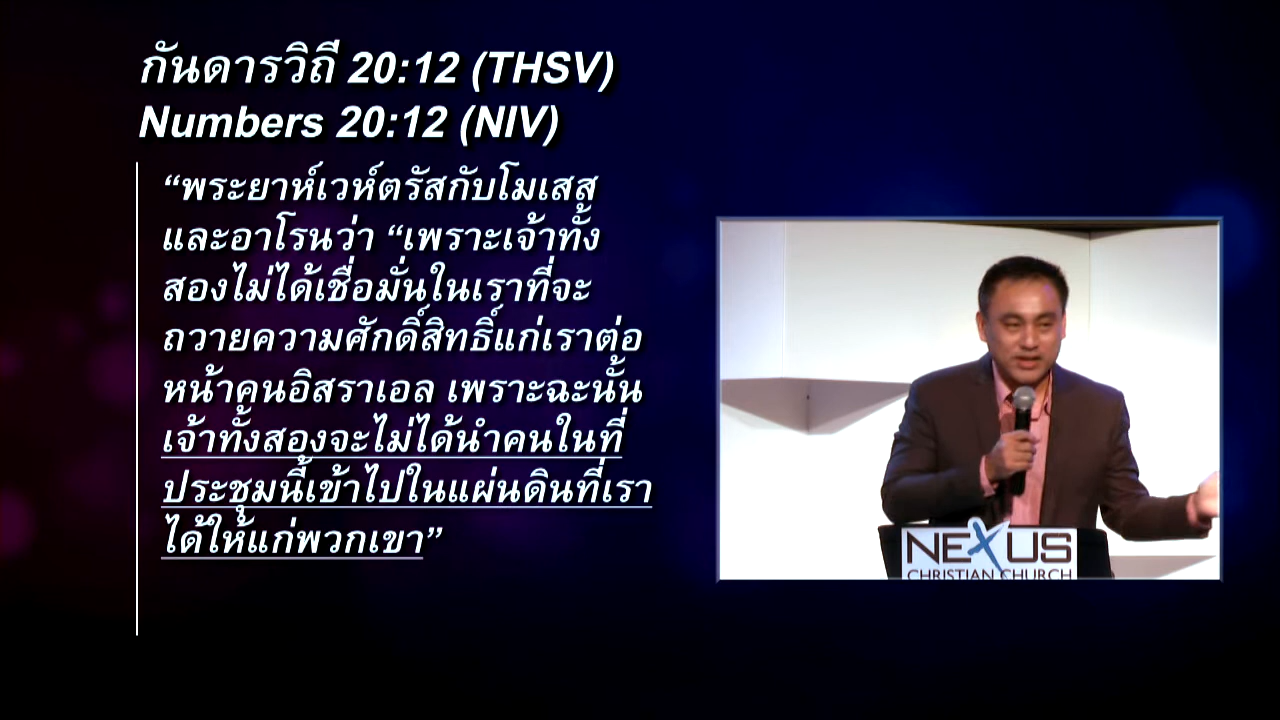 กันดารวิถี 20:12 (THSV)
Numbers 20:12 (NIV)
“พระยาห์เวห์ตรัสกับโมเสส
และอาโรนว่า “เพราะเจ้าทั้ง
สองไม่ได้เชื่อมั่นในเราที่จะ
ถวายความศักดิ์สิทธิ์แก่เราต่อ
หน้าคนอิสราเอล เพราะฉะนั้น
เจ้าทั้งสองจะไม่ได้นำคนในที่
ประชุมนี้เข้าไปในแผ่นดินที่เรา
ได้ให้แก่พวกเขา”
NEXUS
CHRISTIAN CHURCH